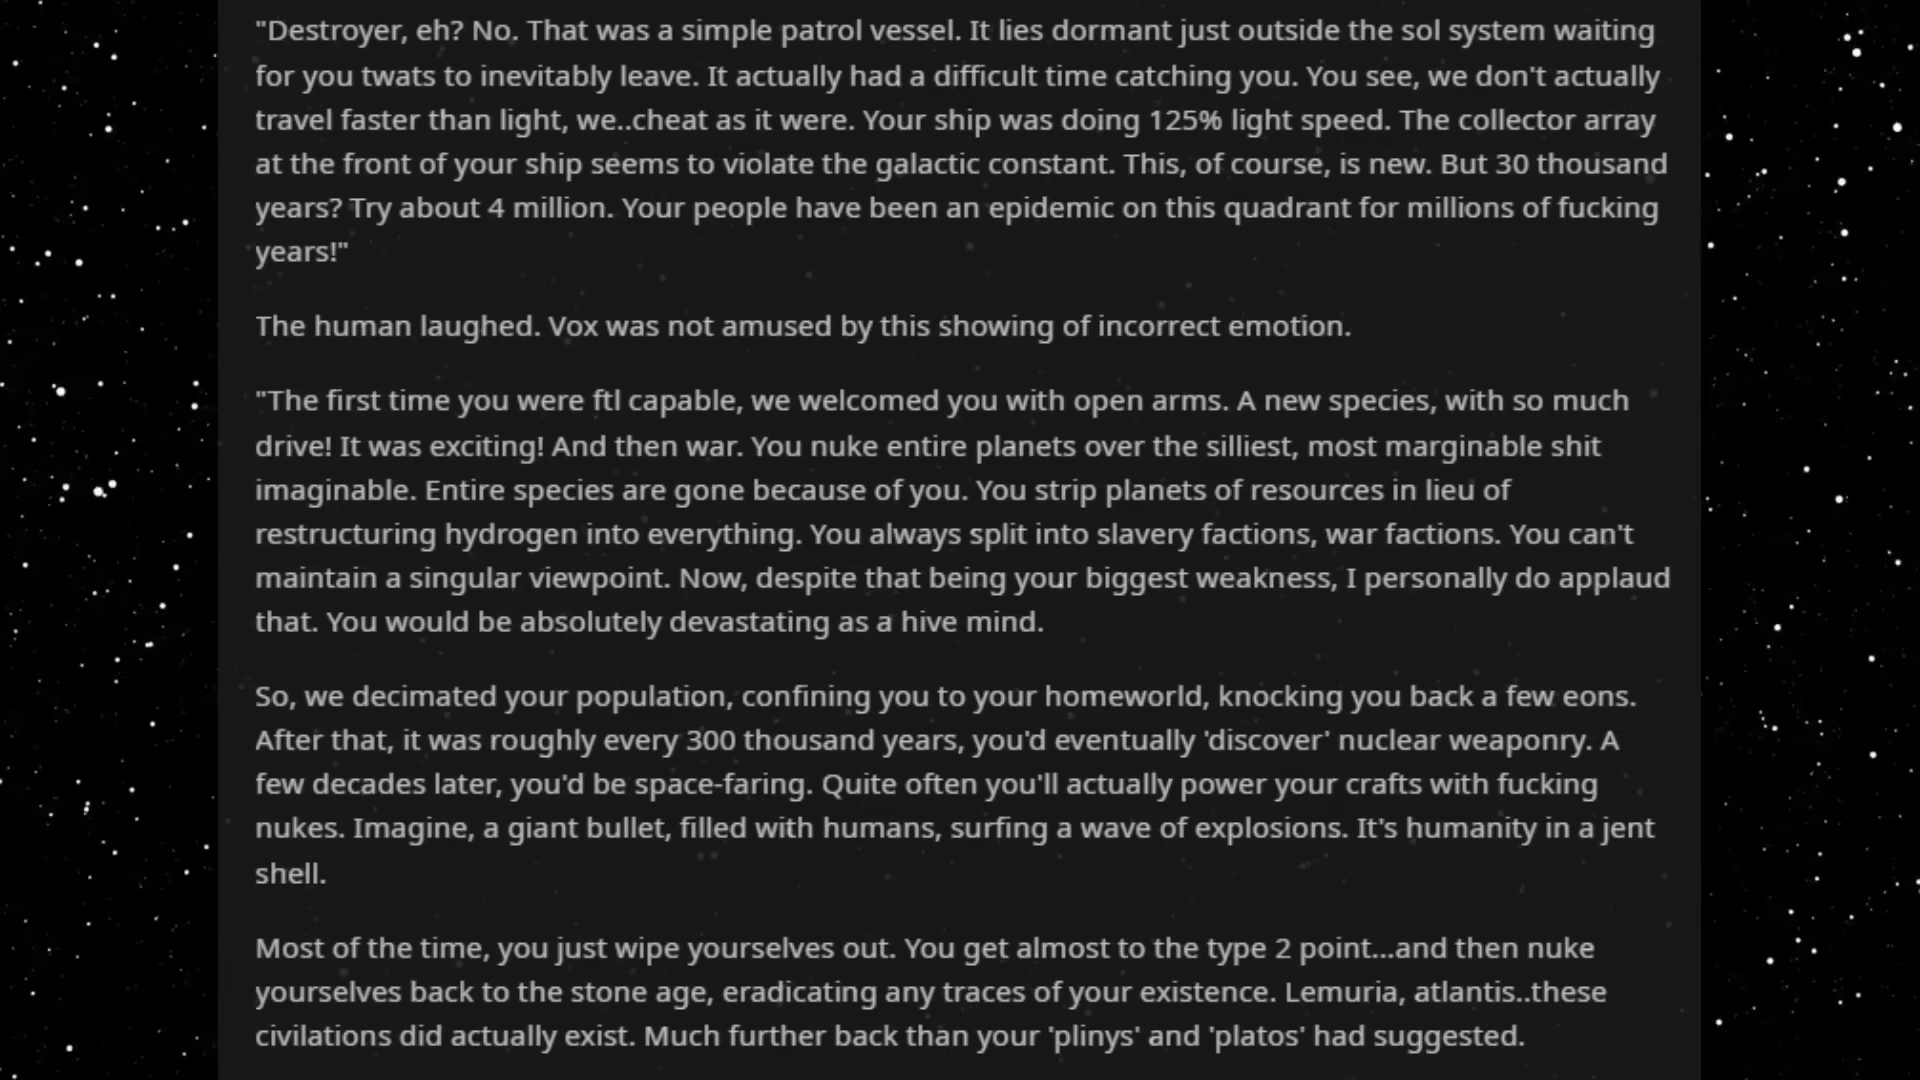 "Destroyer, eh? No. That was a simple patrol vessel. It lies dormant just outside the sol system waiting
for you twats to inevitably leave. It actually had a difficult time catching you. You see, we don't actually
travel faster than light, we..cheat as it were. Your ship was doing 125% light speed. The collector array
at the front of your ship seems to violate the galactic constant. This, of course, is new. But 30 thousand
years? Try about 4 million. Your people have been an epidemic on this quadrant for millions of fucking
years!"
The human laughed. Vox was not amused by this showing of incorrect emotion.
"The first time you were ftl capable, we welcomed you with open arms. A new species, with so much
drive! It was exciting! And then war. You nuke entire planets over the silliest, most marginable shit
imaginable. Entire species are gone because of you. You strip planets of resources in lieu of
restructuring hydrogen into everything. You always split into slavery factions, war factions. You can't
maintain a singular viewpoint. Now, despite that being your biggest weakness, I personally do applaud
that. You would be absolutely devastating as a hive mind.
So, we decimated your population, confining you to your homeworld, knocking you back a few eons.
After that, it was roughly every 300 thousand years, you'd eventually 'discover' nuclear weaponry. A
few decades later, you'd be space-faring. Quite often you'll actually power your crafts with fucking
nukes. Imagine, a giant bullet, filled with humans, surfing a wave of explosions. It's humanity in a jent
shell.
Most of the time, you just wipe yourselves out. You get almost to the type 2 point...and then nuke
yourselves back to the stone age, eradicating any traces of your existence. Lemuria, atlantis..these
civilations did actually exist. Much further back than your 'plinys' and 'platos' had suggested.